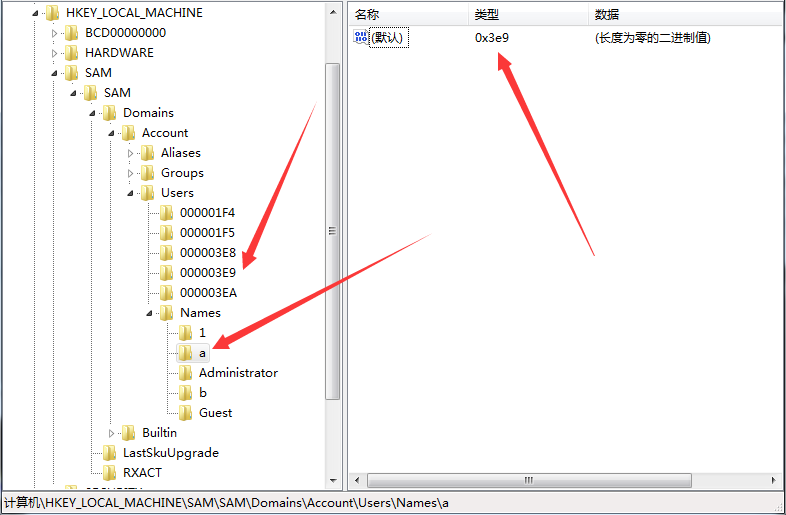 HKEY_LOCAL_MACHINE
BCD00000000
HARDWARE
SAM
SAM
Domains
Account
Aliases
Groups
Users
000001F4
000001F5
000003E8
000003E9
000003EA
Names
1
a
Administrator
b
Guest
Builtin
LastSkuUpgrade
RXACT
名称 类型 数据
(默认) 0x3e9 (长度为零的二进制值)
计算机\HKEY_LOCAL_MACHINE\SAM\SAM\Domains\Account\Users\Names\a